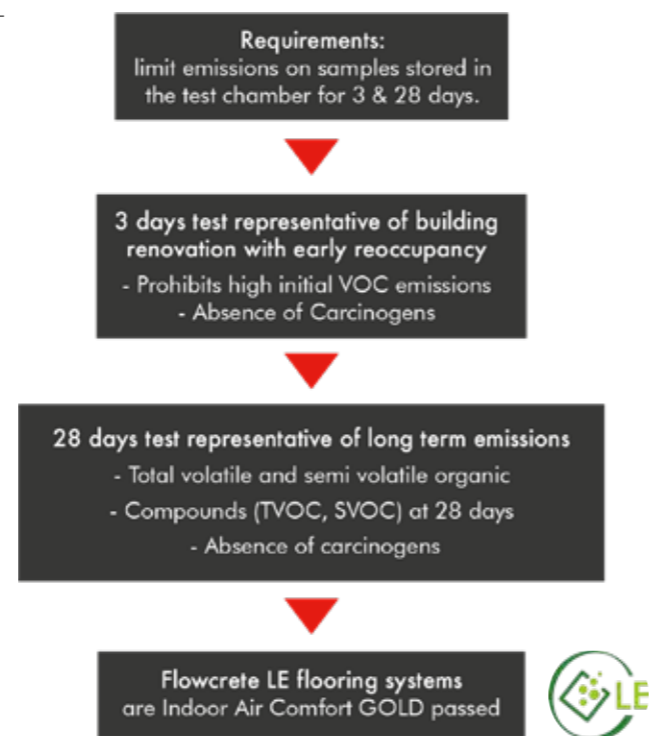 Requirements:
limit emissions on samples stored in
the test chamber for 3 & 28 days.
3 days test representative of building
renovation with early reoccupancy
- Prohibits high initial VOC emissions
- Absence of Carcinogens
28 days test representative of long term emissions
- Total volatile and semi volatile organic
- Compounds (TVOC, SVOC) at 28 days
- Absence of carcinogens
Flowcrete LE flooring systems
are Indoor Air Comfort GOLD passed
LE